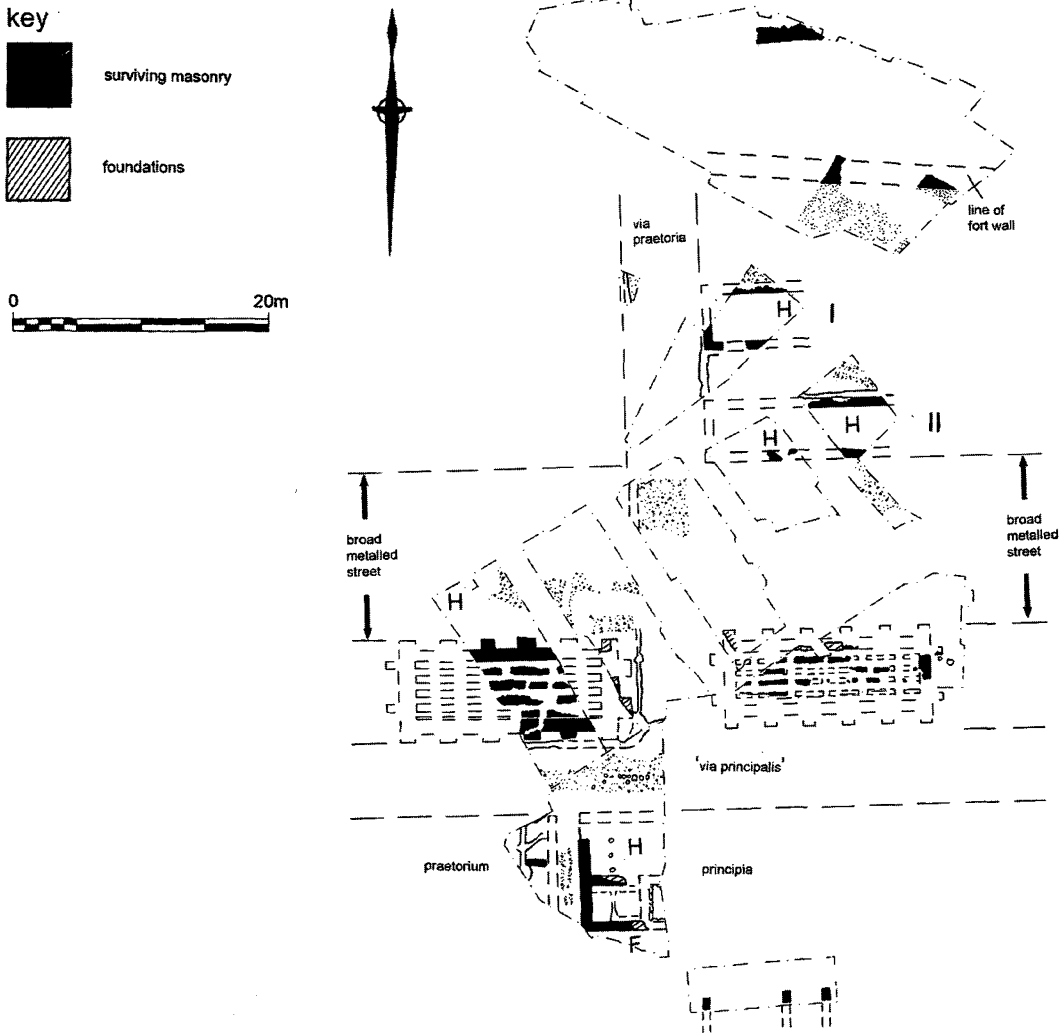 key
surviving masonry
foundations
0 20m
line of
fort wall
via
praetoria
H
I
H
H
II
broad
metalled
street
broad
metalled
street
H
'via principalis'
praetorium
H
principia
F